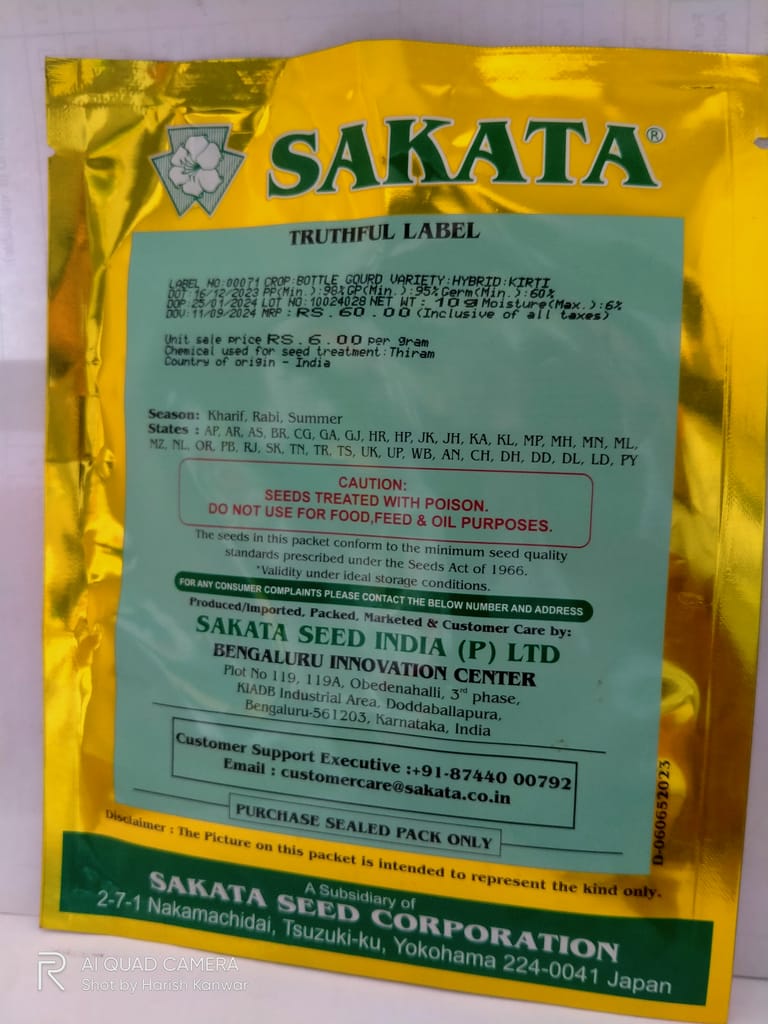 SAKATA®
TRUTHFUL LABEL
LABEL NO:00071 CROP:BOTTLE GOURD VARIETY:HYBRID:KIRTI
DOT:16/12/2023 PP(Min.):98% GP(Min.):95% Germ(Min.):60%
DOP:25/01/2024 LOT NO:10024028 NET WT: 10g Moisture(Max.):6%
DOV:11/09/2024 MRP :RS.60.00 (Inclusive of all taxes)
Unit sale price RS.6.00 per gram
Chemical used for seed treatment:Thiram
Country of origin - India
Season: Kharif, Rabi, Summer
States : AP, AR, AS, BR, CG, GA, GJ, HR, HP, JK, JH, KA, KL, MP, MH, MN, ML,
MZ, NL, OR, PB, RJ, SK, TN, TR, TS, UK, UP, WB, AN, CH, DH, DD, DL, LD, PY
CAUTION:
SEEDS TREATED WITH POISON.
DO NOT USE FOR FOOD,FEED & OIL PURPOSES.
The seeds in this packet conform to the minimum seed quality
standards prescribed under the Seeds Act of 1966.
*Validity under ideal storage conditions.
FOR ANY CONSUMER COMPLAINTS PLEASE CONTACT THE BELOW NUMBER AND ADDRESS
Produced/Imported, Packed, Marketed & Customer Care by:
SAKATA SEED INDIA (P) LTD
BENGALURU INNOVATION CENTER
Plot No 119, 119A, Obedenahalli, 3rd phase,
KIADB Industrial Area, Doddaballapura,
Bengaluru-561203, Karnataka, India
Customer Support Executive :+91-87440 00792
Email : customercare@sakata.co.in
PURCHASE SEALED PACK ONLY
D-060652023
Disclaimer : The Picture on this packet is intended to represent the kind only.
A Subsidiary of
SAKATA SEED CORPORATION
2-7-1 Nakamachidai, Tsuzuki-ku, Yokohama 224-0041 Japan
R AI QUAD CAMERA
Shot by Harish Kanwar